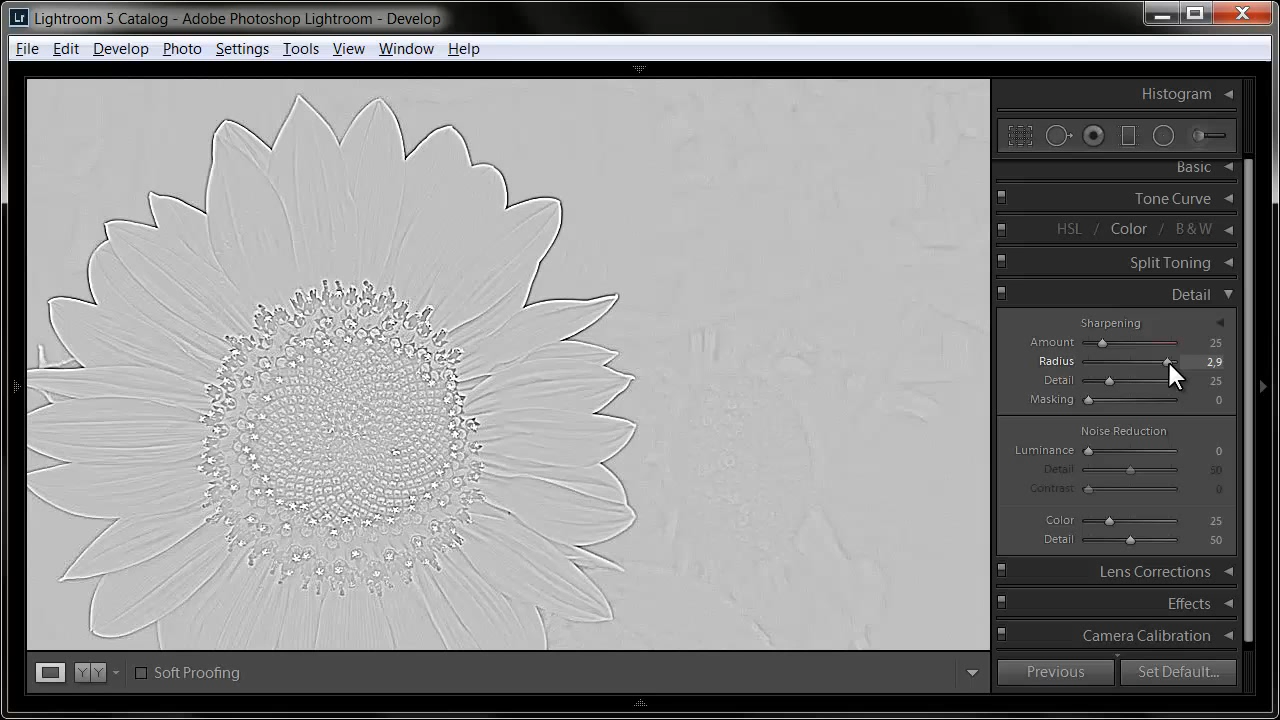 Lr Lightroom 5 Catalog - Adobe Photoshop Lightroom - Develop
File Edit Develop Photo Settings Tools View Window Help
Histogram
Basic
Tone Curve
HSL / Color / B & W
Split Toning
Detail
Sharpening
Amount 25
Radius 2,9
Detail 25
Masking 0
Noise Reduction
Luminance 0
Detail 50
Contrast 0
Color 25
Detail 50
Lens Corrections
Effects
Camera Calibration
Y Y Soft Proofing
Previous Set Default...